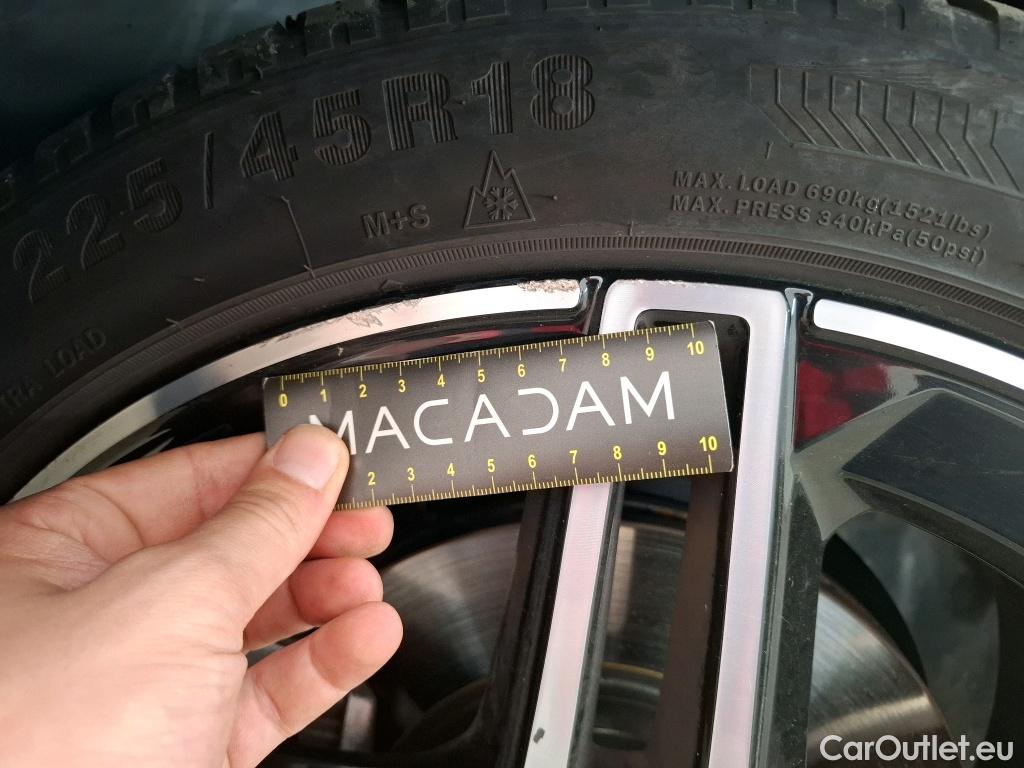 225/45R18
M+S
MAX. LOAD 690kg(1521lbs)
MAX. PRESS 340kPa(50psi)
LOAD
0 1 2 3 4 5 6 7 8 9 10
MACADAM
2 3 4 5 6 7 8 9 10
CarOutlet.eu